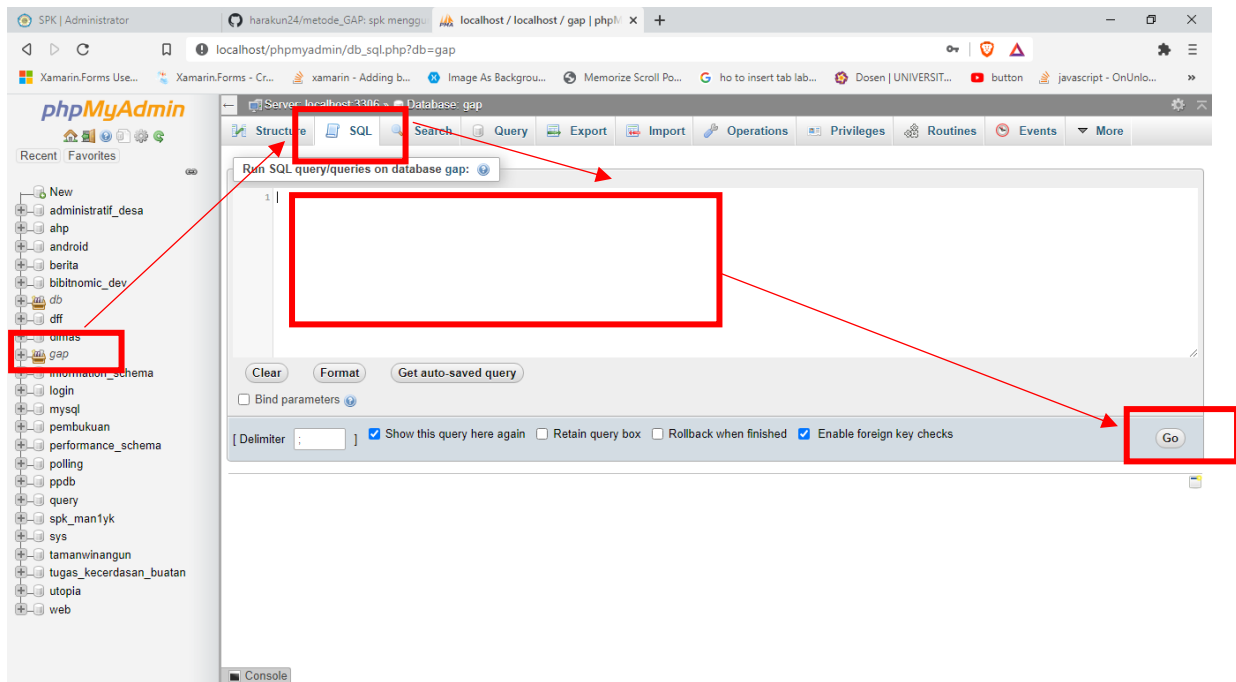 SPK | Administrator
harakun24/metode_GAP: spk menggu
localhost / localhost / gap | phpM
localhost/phpmyadmin/db_sql.php?db=gap
Xamarin.Forms Use...
Xamarin.Forms - Cr...
xamarin - Adding b...
Image As Backgrou...
Memorize Scroll Po...
ho to insert tab lab...
Dosen | UNIVERSIT...
button
javascript - OnUnlo...
phpMyAdmin
Recent Favorites
New
administratif_desa
ahp
android
berita
bibitnomic_dev
db
dff
dimas
gap
information_schema
login
mysql
pembukuan
performance_schema
polling
ppdb
query
spk_man1yk
sys
tamanwinangun
tugas_kecerdasan_buatan
utopia
web
Server: localhost:3306 » Database: gap
Structure SQL Search Query Export Import Operations Privileges Routines Events More
Run SQL query/queries on database gap:
1
Clear Format Get auto-saved query
Bind parameters
[ Delimiter ; ] Show this query here again Retain query box Rollback when finished Enable foreign key checks Go
Console